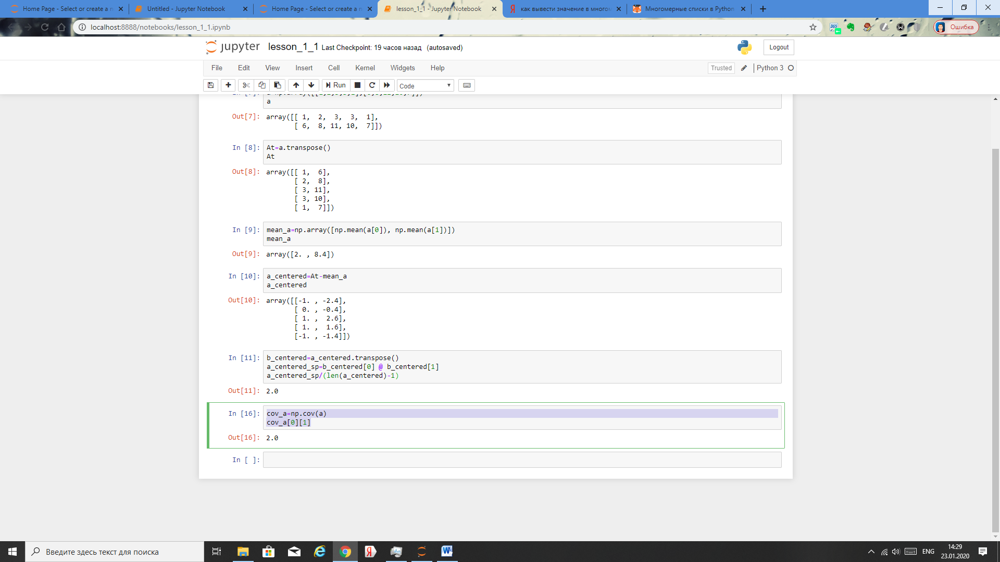 Home Page - Select or create a n
Untitled - Jupyter Notebook
Home Page - Select or create a n
lesson_1_1 - Jupyter Notebook
как вывести значение в много
Многомерные списки в Python
localhost:8888/notebooks/lesson_1_1.ipynb
Ошибка
jupyter lesson_1_1 Last Checkpoint: 19 часов назад (autosaved)
Logout
File Edit View Insert Cell Kernel Widgets Help
Trusted
Python 3
Run
Code
a
Out[7]: array([[ 1,  2,  3,  3,  1],
[ 6,  8, 11, 10,  7]])
In [8]: At=a.transpose()
At
Out[8]: array([[ 1,  6],
[ 2,  8],
[ 3, 11],
[ 3, 10],
[ 1,  7]])
In [9]: mean_a=np.array([np.mean(a[0]), np.mean(a[1])])
mean_a
Out[9]: array([2. , 8.4])
In [10]: a_centered=At-mean_a
a_centered
Out[10]: array([[-1. , -2.4],
[ 0. , -0.4],
[ 1. ,  2.6],
[ 1. ,  1.6],
[-1. , -1.4]])
In [11]: b_centered=a_centered.transpose()
a_centered_sp=b_centered[0] @ b_centered[1]
a_centered_sp/(len(a_centered)-1)
Out[11]: 2.0
In [16]: cov_a=np.cov(a)
cov_a[0][1]
Out[16]: 2.0
In [ ]:
Введите здесь текст для поиска
ENG
14:29
23.01.2020